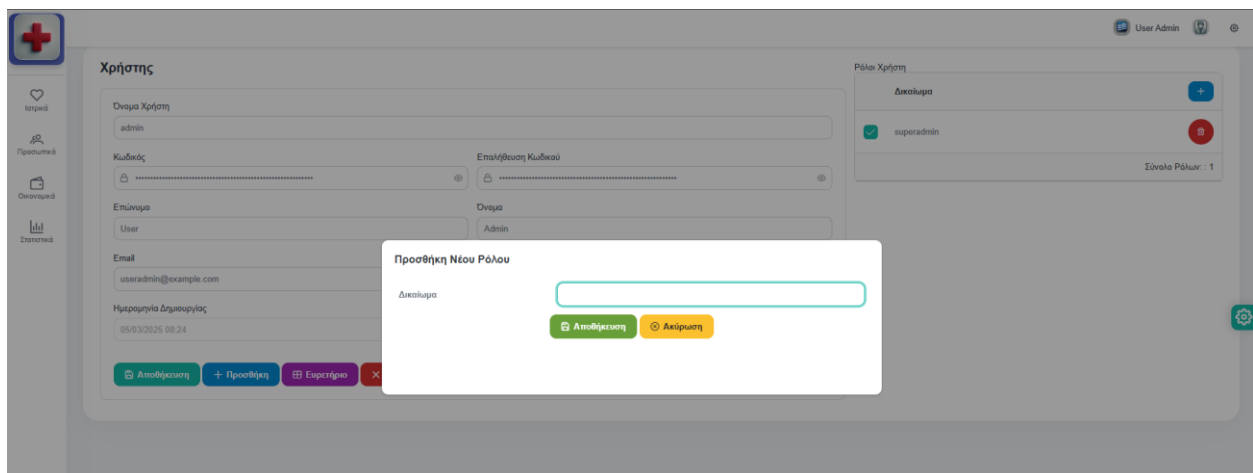 User Admin
Ιατρικά
Προσωπικά
Οικονομικά
Στατιστικά
Χρήστης
Όνομα Χρήστη
admin
Κωδικός
Επαλήθευση Κωδικού
Επώνυμο
Όνομα
User
Admin
Email
useradmin@example.com
Ημερομηνία Δημιουργίας
05/03/2025 08:24
Αποθήκευση
Προσθήκη
Ευρετήριο
Ρόλοι Χρήστη
Δικαίωμα
superadmin
Σύνολο Ρόλων: : 1
Προσθήκη Νέου Ρόλου
Δικαίωμα
Αποθήκευση
Ακύρωση